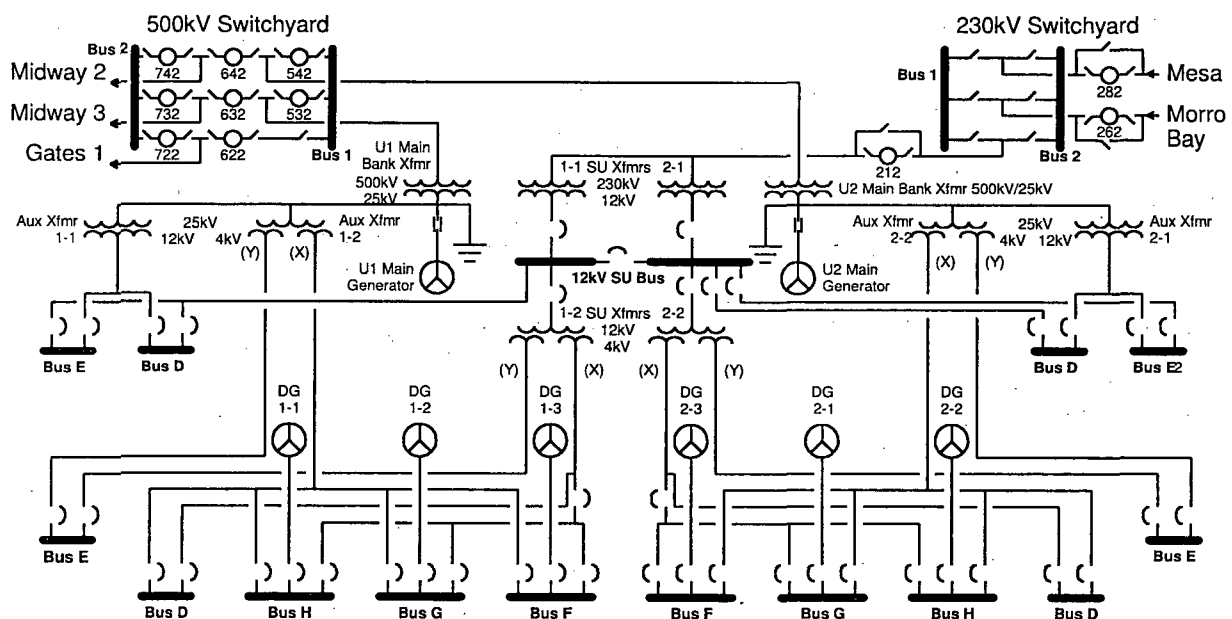 500kV Switchyard
230kV Switchyard
Bus 2
742 642 542
Midway 2
732 632 532
Midway 3
722 622
Gates 1
Bus 1
Bus 1
282
Mesa
262
Morro
Bay
Bus 2
212
U1 Main
Bank Xfmr
500kV
25kV
1-1 SU Xfmrs 2-1
230kV
12kV
U2 Main Bank Xfmr 500kV/25kV
Aux Xfmr
1-1
25kV
12kV
4kV
(Y)
(X)
Aux Xfmr
1-2
U1 Main
Generator
12kV SU Bus
U2 Main
Generator
Aux Xfmr
2-2
25kV
4kV
12kV
(X)
(Y)
Aux Xfmr
2-1
1-2 SU Xfmrs 2-2
12kV
4kV
(Y)
(X)
(X)
(Y)
Bus E
Bus D
Bus D
Bus E2
DG
1-1
DG
1-2
DG
1-3
DG
2-3
DG
2-1
DG
2-2
Bus E
Bus E
Bus D
Bus H
Bus G
Bus F
Bus F
Bus G
Bus H
Bus D